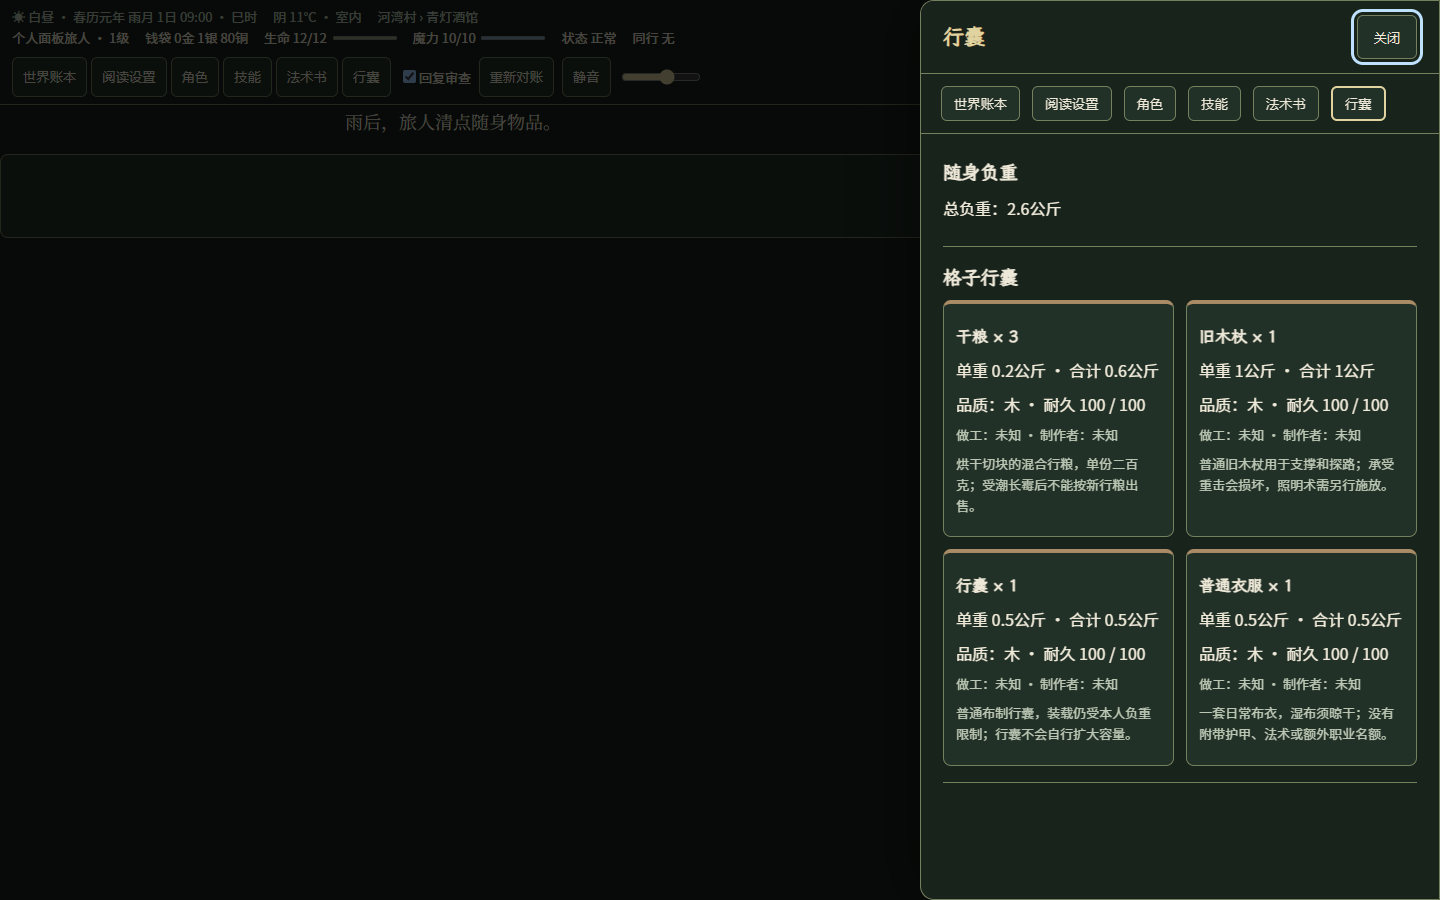 ☀ 白昼 · 春历元年 雨月 1日 09:00 · 巳时 阴 11°C · 室内 河湾村 › 青灯酒馆
个人面板旅人 · 1级 钱袋 0金 1银 80铜 生命 12/12 魔力 10/10 状态 正常 同行 无
世界账本 阅读设置 角色 技能 法术书 行囊 回复审查 重新对账 静音
雨后，旅人清点随身物品。
行囊
关闭
世界账本 阅读设置 角色 技能 法术书 行囊
随身负重
总负重：2.6公斤
格子行囊
干粮 × 3
单重 0.2公斤 · 合计 0.6公斤
品质：木 · 耐久 100 / 100
做工：未知 · 制作者：未知
烘干切块的混合行粮，单份二百
克；受潮长霉后不能按新行粮出
售。
旧木杖 × 1
单重 1公斤 · 合计 1公斤
品质：木 · 耐久 100 / 100
做工：未知 · 制作者：未知
普通旧木杖用于支撑和探路；承受
重击会损坏，照明术需另行施放。
行囊 × 1
单重 0.5公斤 · 合计 0.5公斤
品质：木 · 耐久 100 / 100
做工：未知 · 制作者：未知
普通布制行囊，装载仍受本人负重
限制；行囊不会自行扩大容量。
普通衣服 × 1
单重 0.5公斤 · 合计 0.5公斤
品质：木 · 耐久 100 / 100
做工：未知 · 制作者：未知
一套日常布衣，湿布须晾干；没有
附带护甲、法术或额外职业名额。